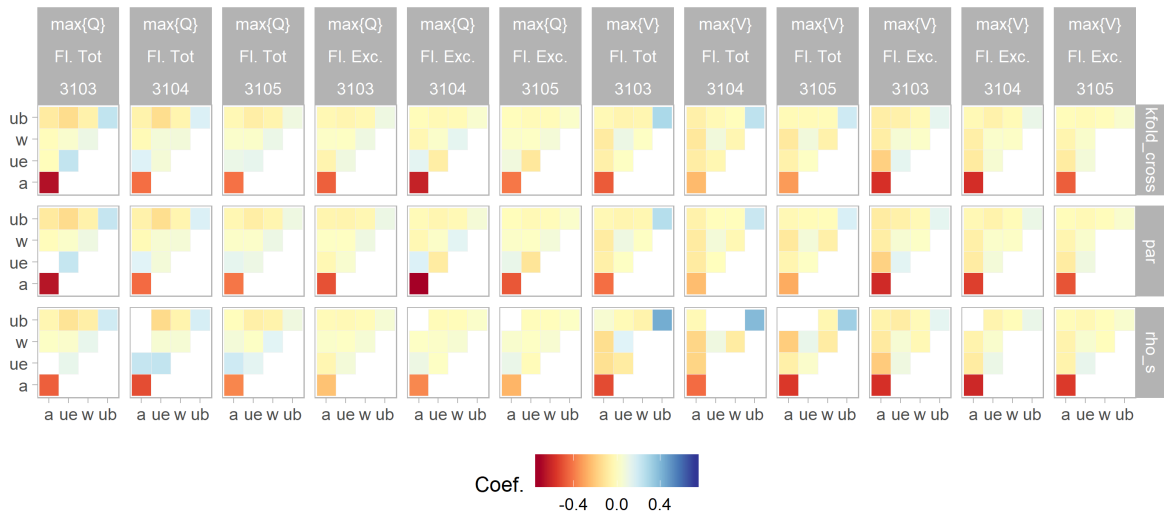 max{Q} max{Q} max{Q} max{Q} max{Q} max{Q} max{V} max{V} max{V} max{V} max{V} max{V}
Fl. Tot Fl. Tot Fl. Tot Fl. Exc. Fl. Exc. Fl. Exc. Fl. Tot Fl. Tot Fl. Tot Fl. Exc. Fl. Exc. Fl. Exc.
3103 3104 3105 3103 3104 3105 3103 3104 3105 3103 3104 3105
ub
w
ue
a
kfold_cross
ub
w
ue
a
par
ub
w
ue
a
rho_s
a ue w ub a ue w ub a ue w ub a ue w ub a ue w ub a ue w ub a ue w ub a ue w ub a ue w ub a ue w ub a ue w ub a ue w ub
Coef.
-0.4 0.0 0.4